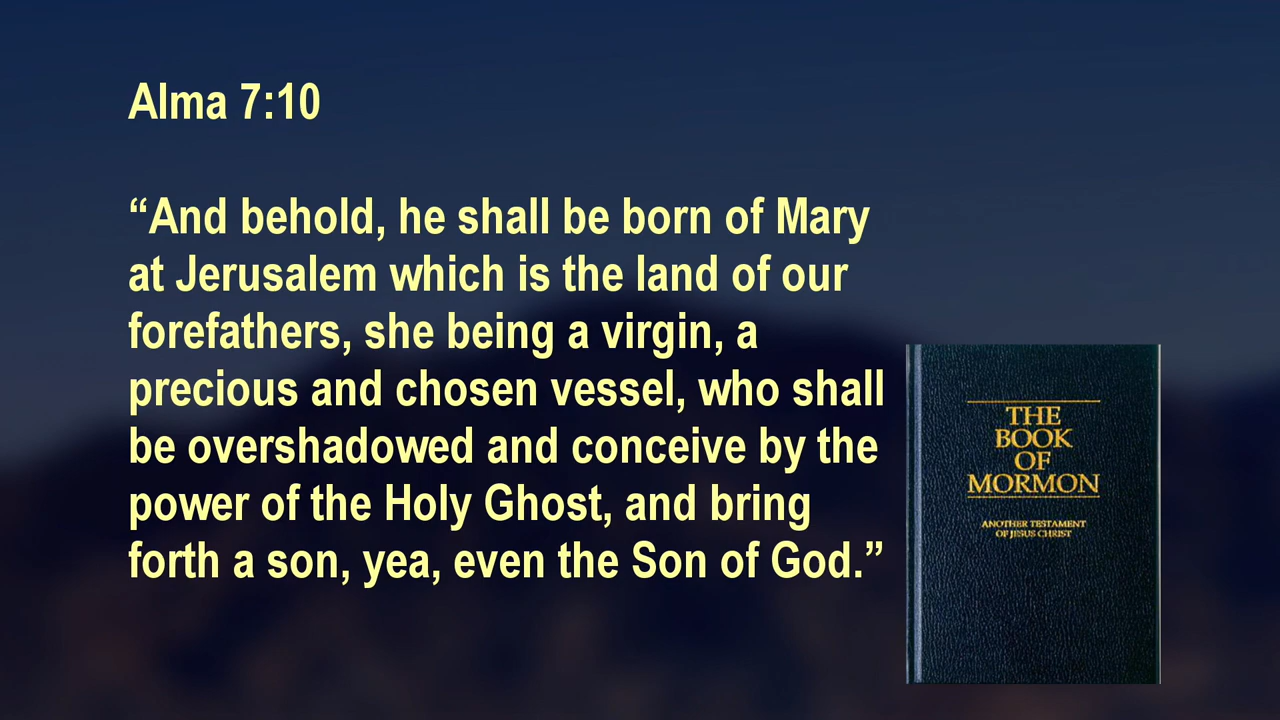 Alma 7:10
“And behold, he shall be born of Mary
at Jerusalem which is the land of our
forefathers, she being a virgin, a
precious and chosen vessel, who shall
be overshadowed and conceive by the
power of the Holy Ghost, and bring
forth a son, yea, even the Son of God.”
THE
BOOK
OF
MORMON
ANOTHER TESTAMENT
OF JESUS CHRIST